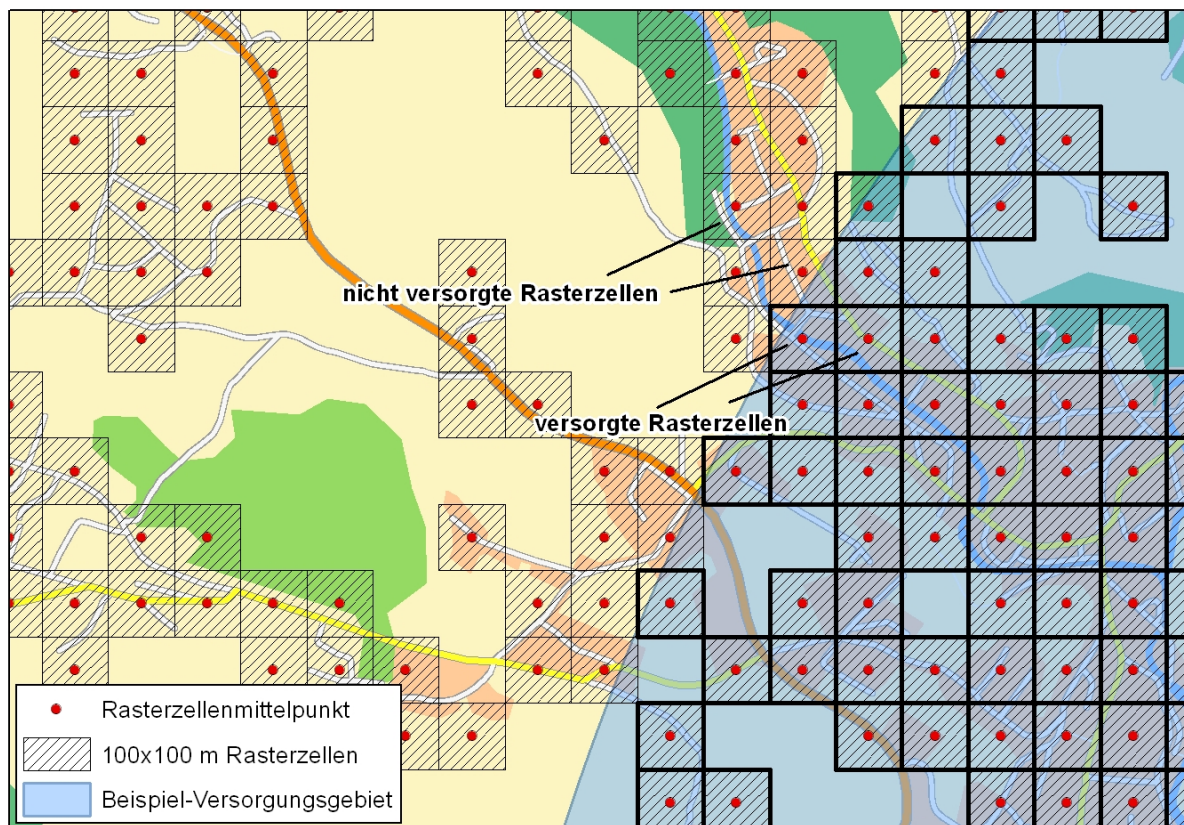 nicht versorgte Rasterzellen
versorgte Rasterzellen
Rasterzellenmittelpunkt
100x100 m Rasterzellen
Beispiel-Versorgungsgebiet